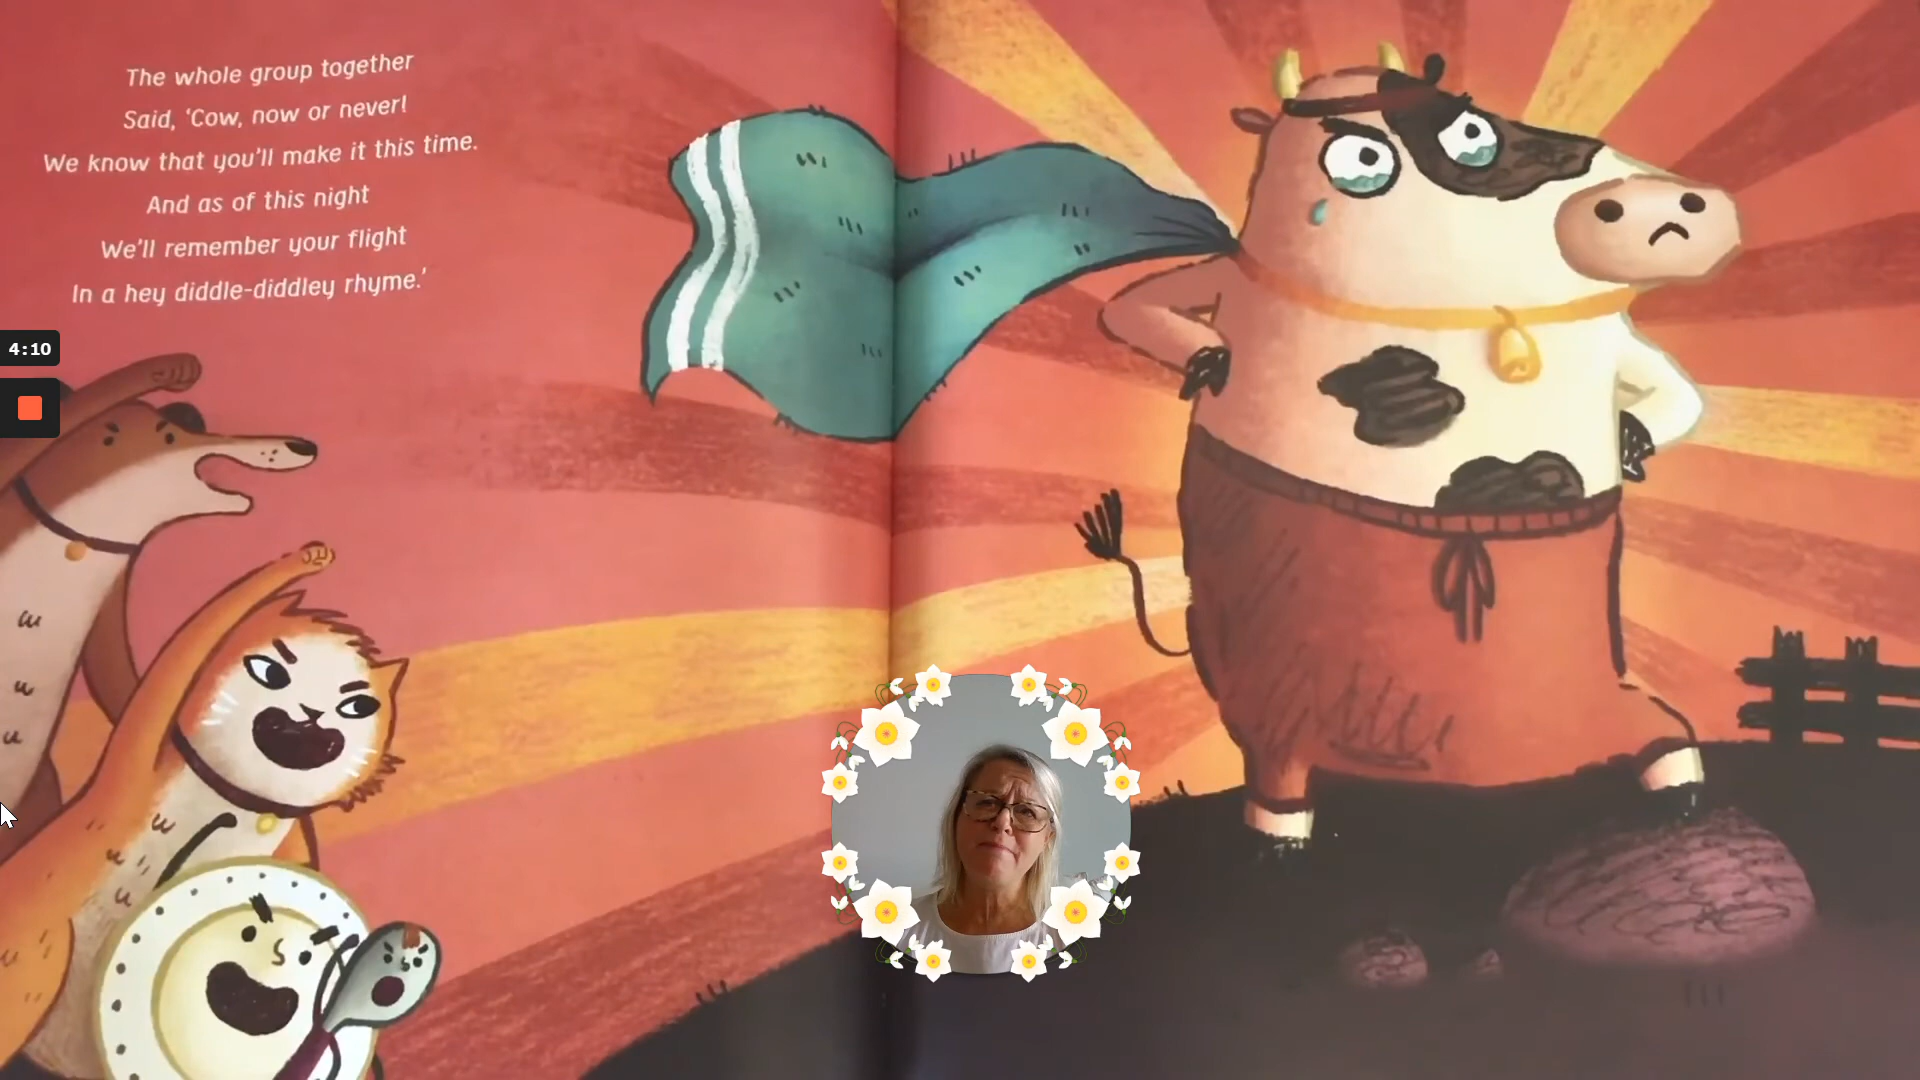 The whole group together
Said, ‘Cow, now or never!
We know that you’ll make it this time.
And as of this night
We’ll remember your flight
In a hey diddle-diddley rhyme.’
4:10